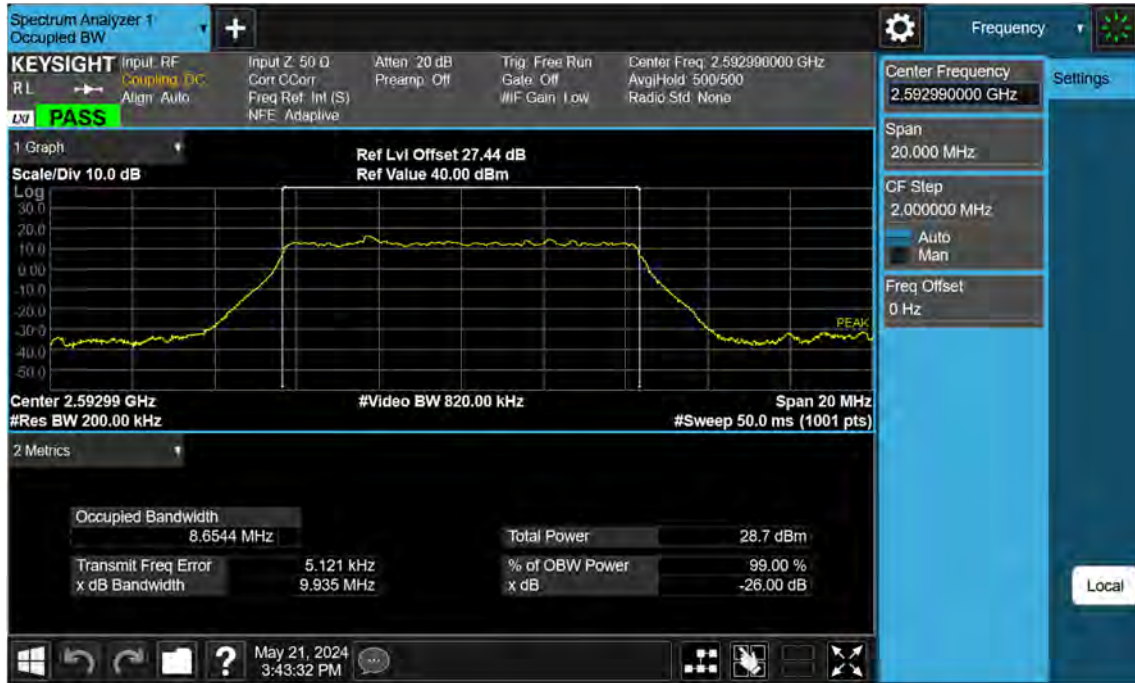 Spectrum Analyzer 1
Occupied BW
Frequency
KEYSIGHT
RL
LXI
PASS
Input: RF
Coupling: DC
Align: Auto
Input Z: 50 Ω
Corr CCorr
Freq Ref: Int (S)
NFE: Adaptive
Atten: 20 dB
Preamp: Off
Trig: Free Run
Gate: Off
#IF Gain: Low
Center Freq: 2.592990000 GHz
Avg|Hold: 500/500
Radio Std: None
Center Frequency
2.592990000 GHz
Settings
Span
20.000 MHz
CF Step
2.000000 MHz
Auto
Man
Freq Offset
0 Hz
1 Graph
Scale/Div 10.0 dB
Ref Lvl Offset 27.44 dB
Ref Value 40.00 dBm
Log
30.0
20.0
10.0
0.00
-10.0
-20.0
-30.0
-40.0
-50.0
PEAK
Center 2.59299 GHz
#Res BW 200.00 kHz
#Video BW 820.00 kHz
Span 20 MHz
#Sweep 50.0 ms (1001 pts)
2 Metrics
Occupied Bandwidth
8.6544 MHz
Total Power 28.7 dBm
Transmit Freq Error 5.121 kHz
% of OBW Power 99.00 %
x dB Bandwidth 9.935 MHz
x dB -26.00 dB
Local
?
May 21, 2024
3:43:32 PM